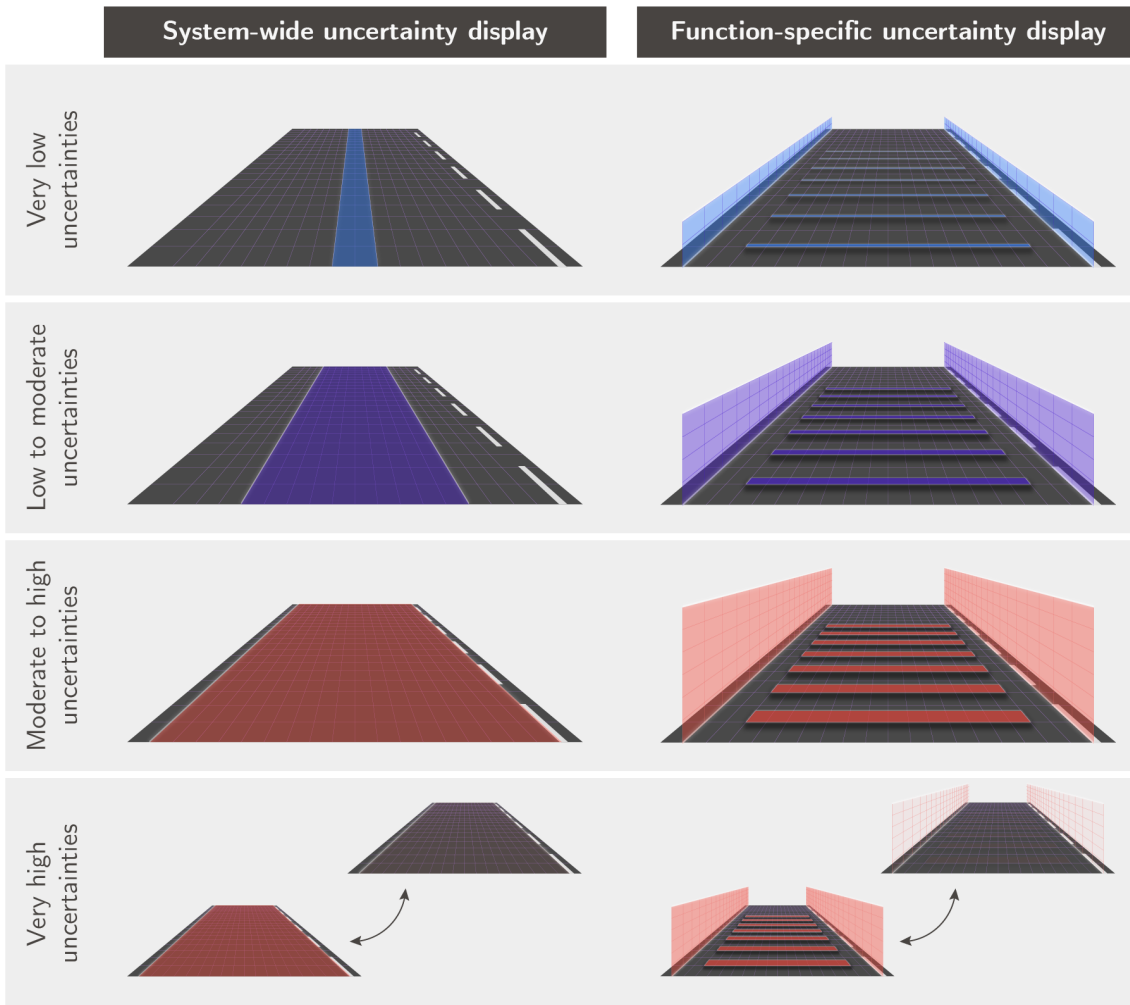 System-wide uncertainty display
Function-specific uncertainty display
Very low
uncertainties
Low to moderate
uncertainties
Moderate to high
uncertainties
Very high
uncertainties